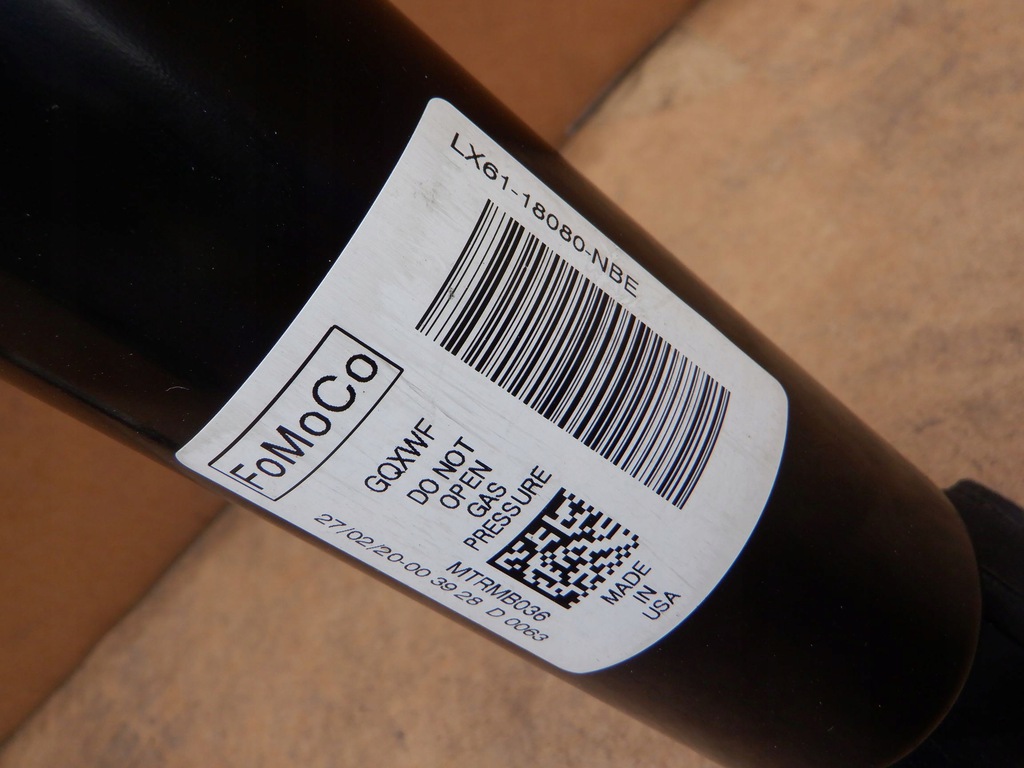 LX61-18080-NBE
FoMoCo
GQXWF
DO NOT
OPEN
GAS
PRESSURE
MADE
IN
USA
MTRMB036
27/02/20-00 39 28 D 0063